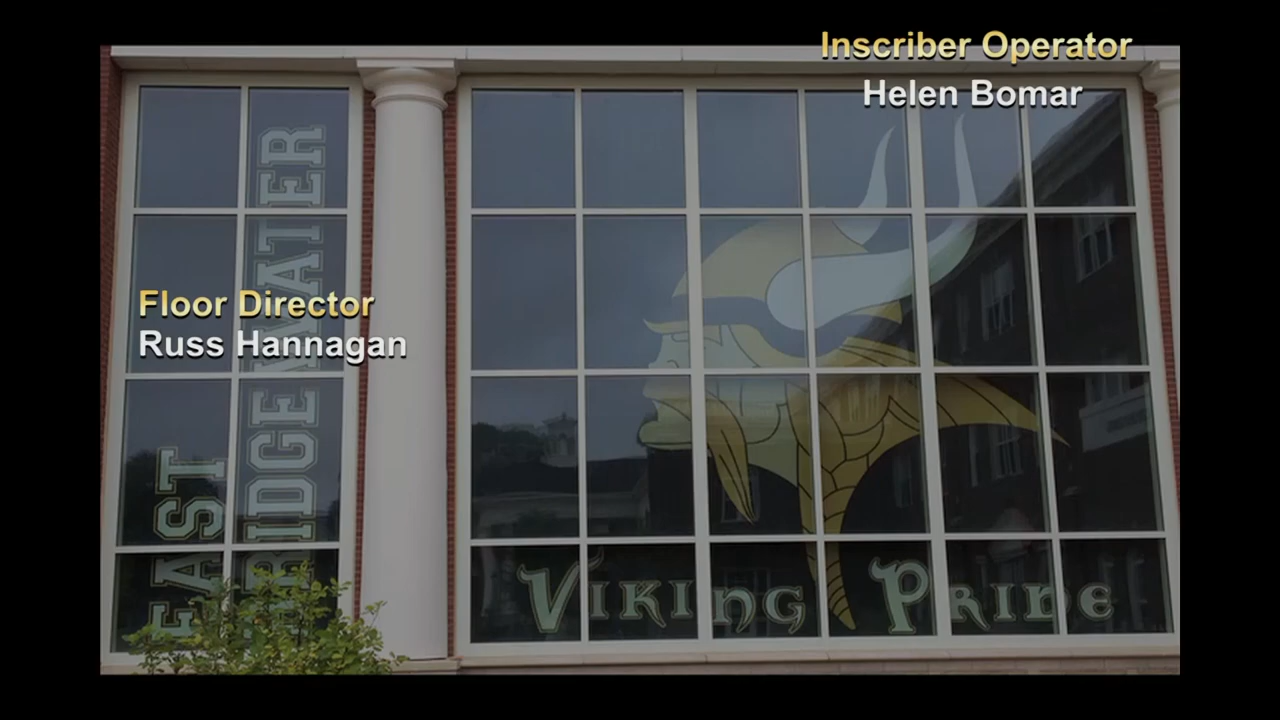 Inscriber Operator
Helen Bomar
Floor Director
Russ Hannagan
EAST
BRIDGEWATER
VIKING PRIDE